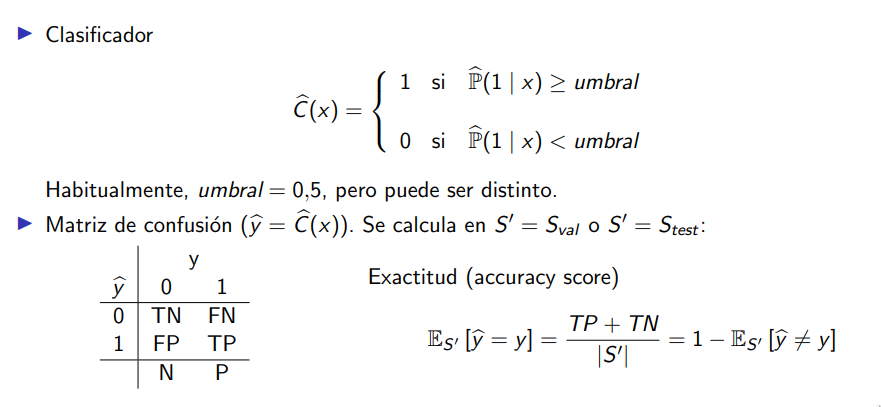 ▶ Clasificador
Ĉ(x) = { 1 si ℙ̂(1 | x) ≥ umbral
0 si ℙ̂(1 | x) < umbral
Habitualmente, umbral = 0,5, pero puede ser distinto.
▶ Matriz de confusión (ŷ = Ĉ(x)). Se calcula en S′ = S_val o S′ = S_test:
y
ŷ 0 1
0 TN FN
1 FP TP
N P
Exactitud (accuracy score)
𝔼_S′ [ŷ = y] = (TP + TN) / |S′| = 1 − 𝔼_S′ [ŷ ≠ y]